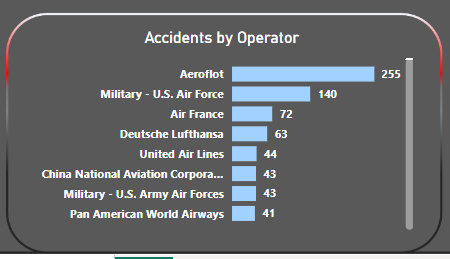 Accidents by Operator
Aeroflot 255
Military - U.S. Air Force 140
Air France 72
Deutsche Lufthansa 63
United Air Lines 44
China National Aviation Corpora... 43
Military - U.S. Army Air Forces 43
Pan American World Airways 41